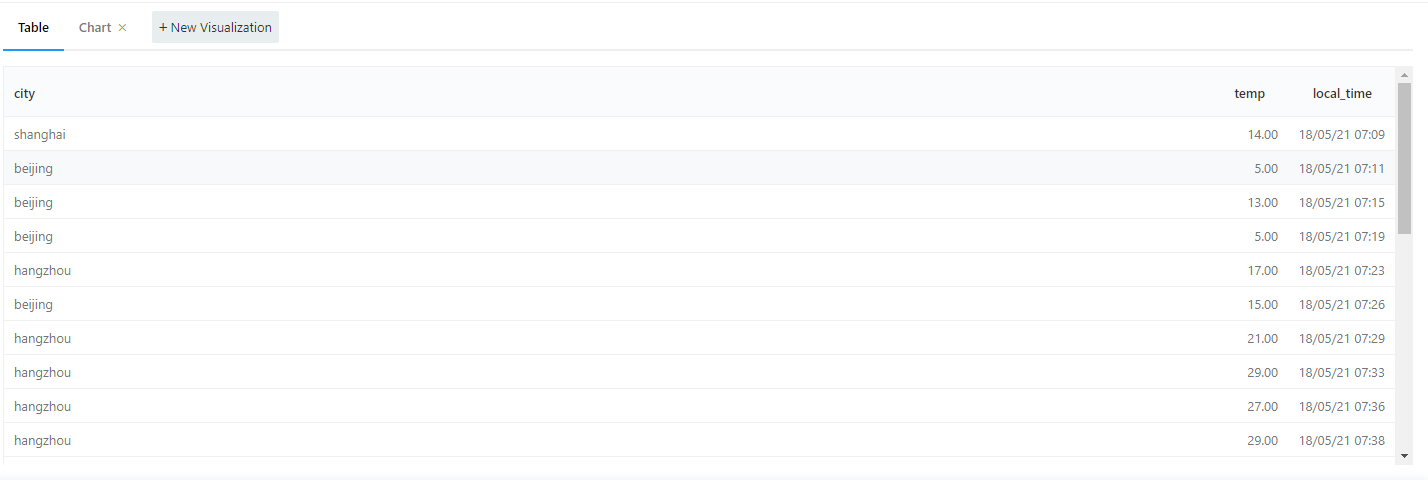 Table Chart × + New Visualization
city temp local_time
shanghai 14.00 18/05/21 07:09
beijing 5.00 18/05/21 07:11
beijing 13.00 18/05/21 07:15
beijing 5.00 18/05/21 07:19
hangzhou 17.00 18/05/21 07:23
beijing 15.00 18/05/21 07:26
hangzhou 21.00 18/05/21 07:29
hangzhou 29.00 18/05/21 07:33
hangzhou 27.00 18/05/21 07:36
hangzhou 29.00 18/05/21 07:38